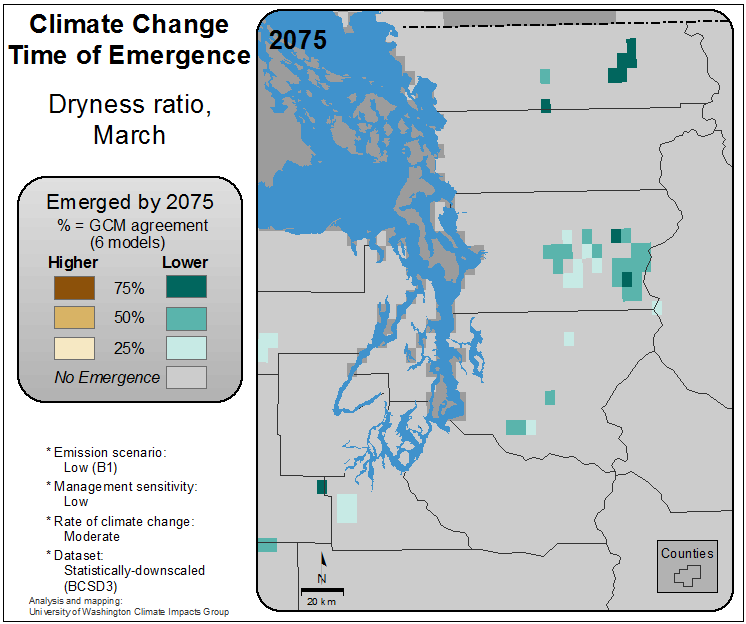 Climate Change
Time of Emergence
Dryness ratio,
March
Emerged by 2075
% = GCM agreement
(6 models)
Higher Lower
75%
50%
25%
No Emergence
* Emission scenario:
Low (B1)
* Management sensitivity:
Low
* Rate of climate change:
Moderate
* Dataset:
Statistically-downscaled
(BCSD3)
Analysis and mapping:
University of Washington Climate Impacts Group
2075
N
20 km
Counties